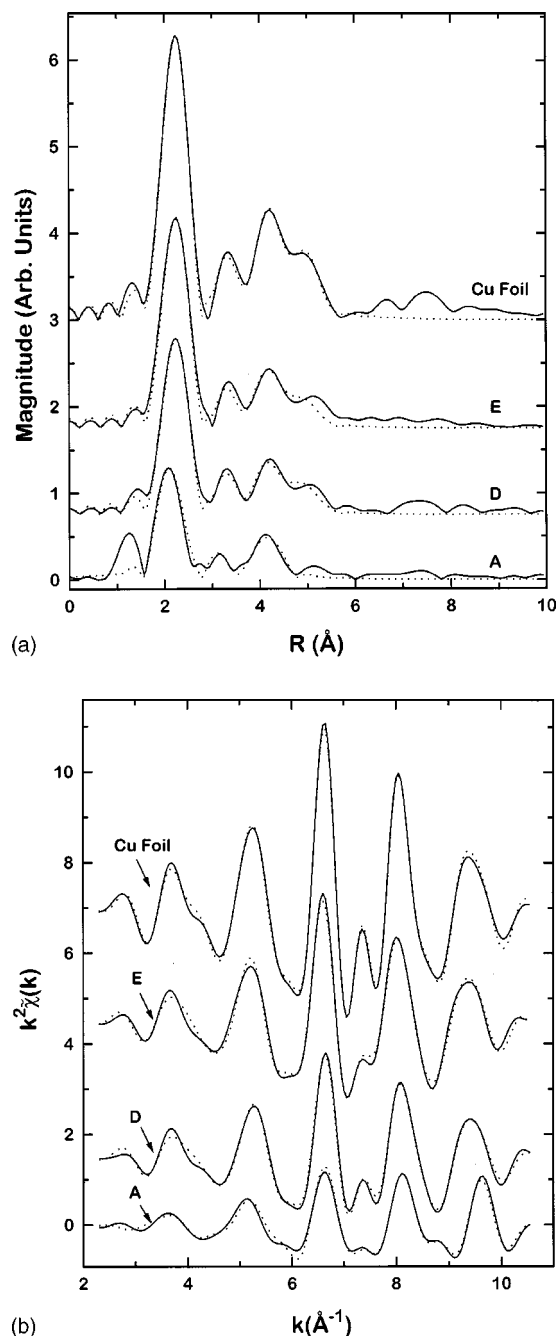 6
5
4
3
2
1
0
Magnitude (Arb. Units)
Cu Foil
E
D
A
0 2 4 6 8 10
R (Å)
(a)
10
8
6
4
2
0
k²χ̃(k)
Cu Foil
E
D
A
2 4 6 8 10
k(Å⁻¹)
(b)